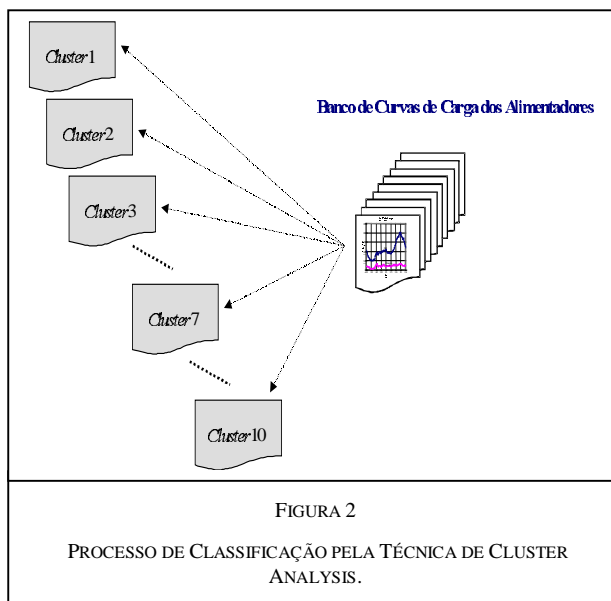 Cluster1
Cluster2
Banco de Curvas de Carga dos Alimentadores
Cluster3
Cluster7
Cluster10
FIGURA 2
PROCESSO DE CLASSIFICAÇÃO PELA TÉCNICA DE CLUSTER
ANALYSIS.